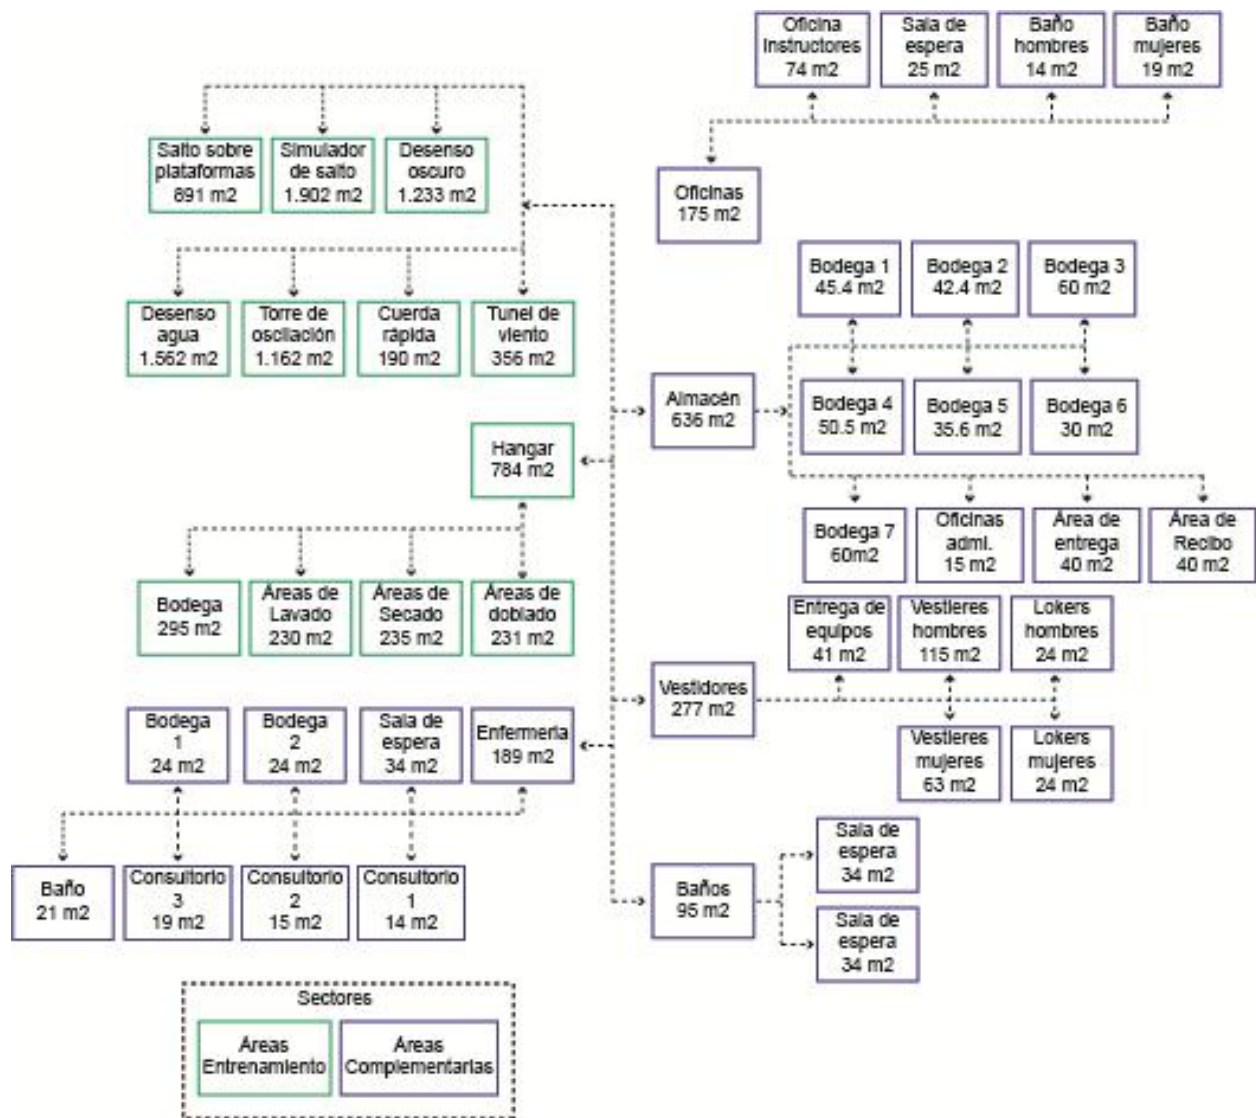 Oficina
Instructores
74 m2
Sala de
espera
25 m2
Baño
hombres
14 m2
Baño
mujeres
19 m2
Salto sobre
plataformas
891 m2
Simulador
de salto
1.902 m2
Desenso
oscuro
1.233 m2
Oficinas
175 m2
Bodega 1
45.4 m2
Bodega 2
42.4 m2
Bodega 3
60 m2
Desenso
agua
1.562 m2
Torre de
oscilación
1.162 m2
Cuerda
rápida
190 m2
Tunel de
viento
356 m2
Almacén
636 m2
Bodega 4
50.5 m2
Bodega 5
35.6 m2
Bodega 6
30 m2
Hangar
784 m2
Bodega 7
60m2
Oficinas
admi.
15 m2
Área de
entrega
40 m2
Área de
Recibo
40 m2
Bodega
295 m2
Áreas de
Lavado
230 m2
Áreas de
Secado
235 m2
Áreas de
doblado
231 m2
Entrega de
equipos
41 m2
Vestieres
hombres
115 m2
Lokers
hombres
24 m2
Vestidores
277 m2
Bodega
1
24 m2
Bodega
2
24 m2
Sala de
espera
34 m2
Enfermería
189 m2
Vestieres
mujeres
63 m2
Lokers
mujeres
24 m2
Baño
21 m2
Consultorio
3
19 m2
Consultorio
2
15 m2
Consultorio
1
14 m2
Baños
95 m2
Sala de
espera
34 m2
Sala de
espera
34 m2
Sectores
Áreas
Entrenamiento
Áreas
Complementarias